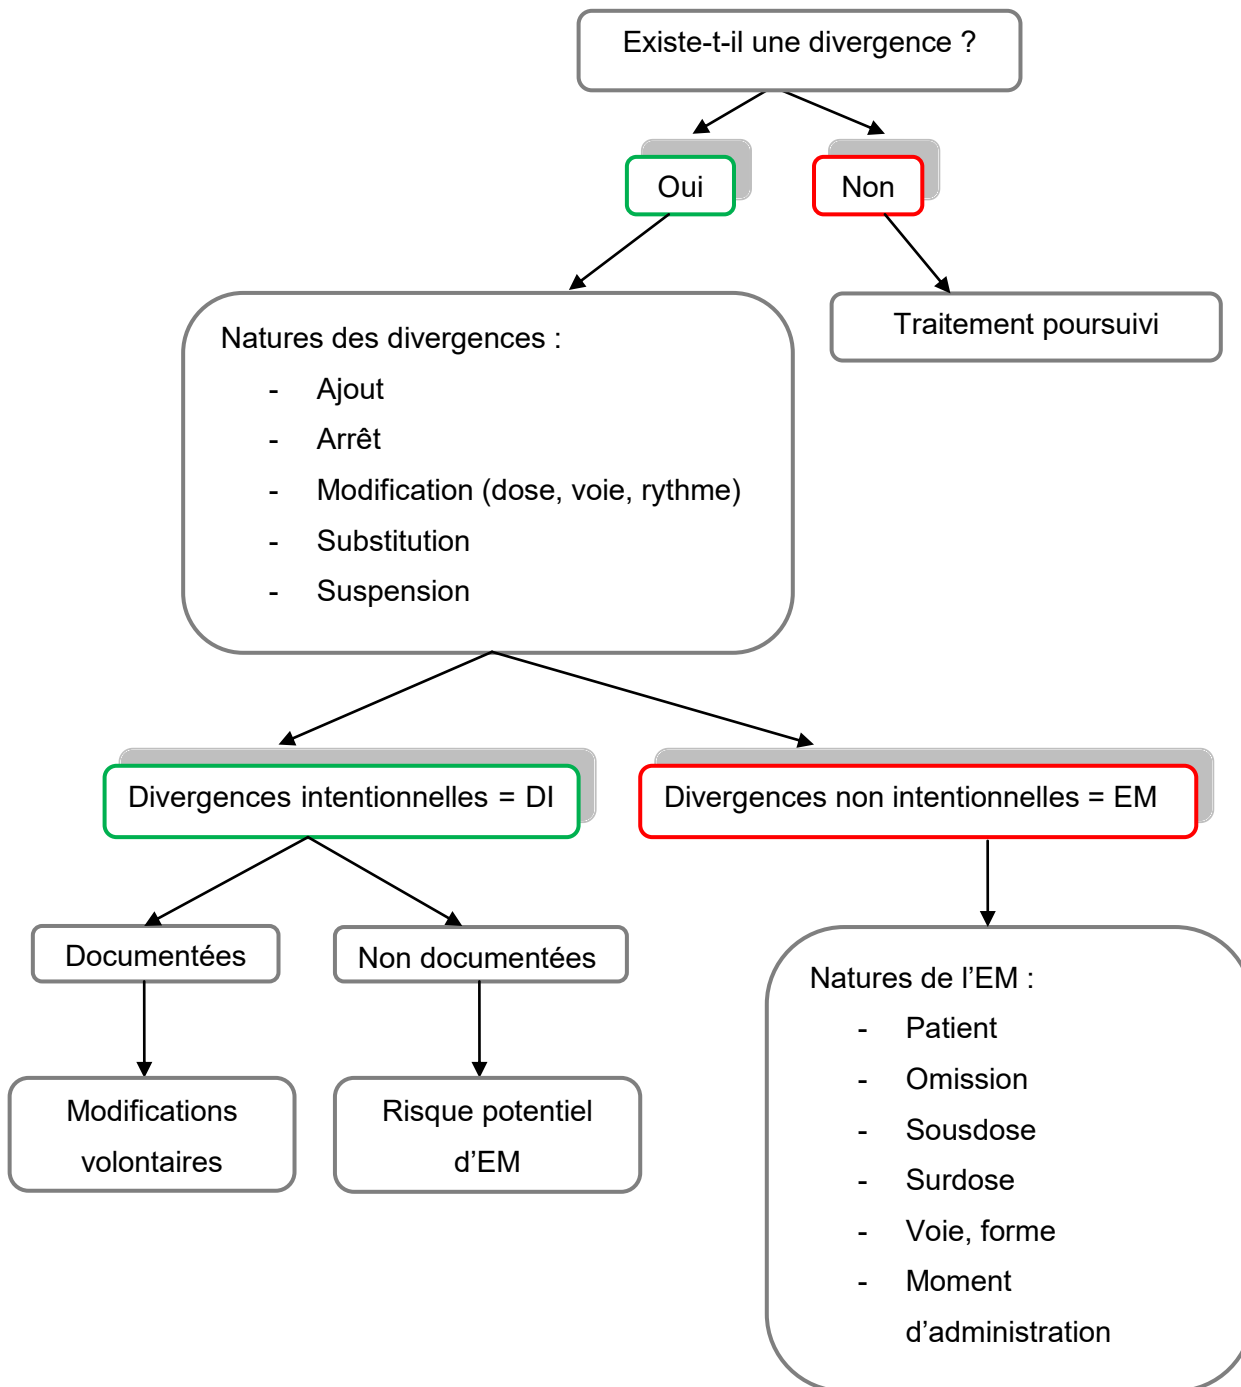 Existe-t-il une divergence ?
Oui
Non
Traitement poursuivi
Natures des divergences :
- Ajout
- Arrêt
- Modification (dose, voie, rythme)
- Substitution
- Suspension
Divergences intentionnelles = DI
Divergences non intentionnelles = EM
Documentées
Non documentées
Modifications
volontaires
Risque potentiel
d’EM
Natures de l’EM :
- Patient
- Omission
- Sousdose
- Surdose
- Voie, forme
- Moment
d’administration